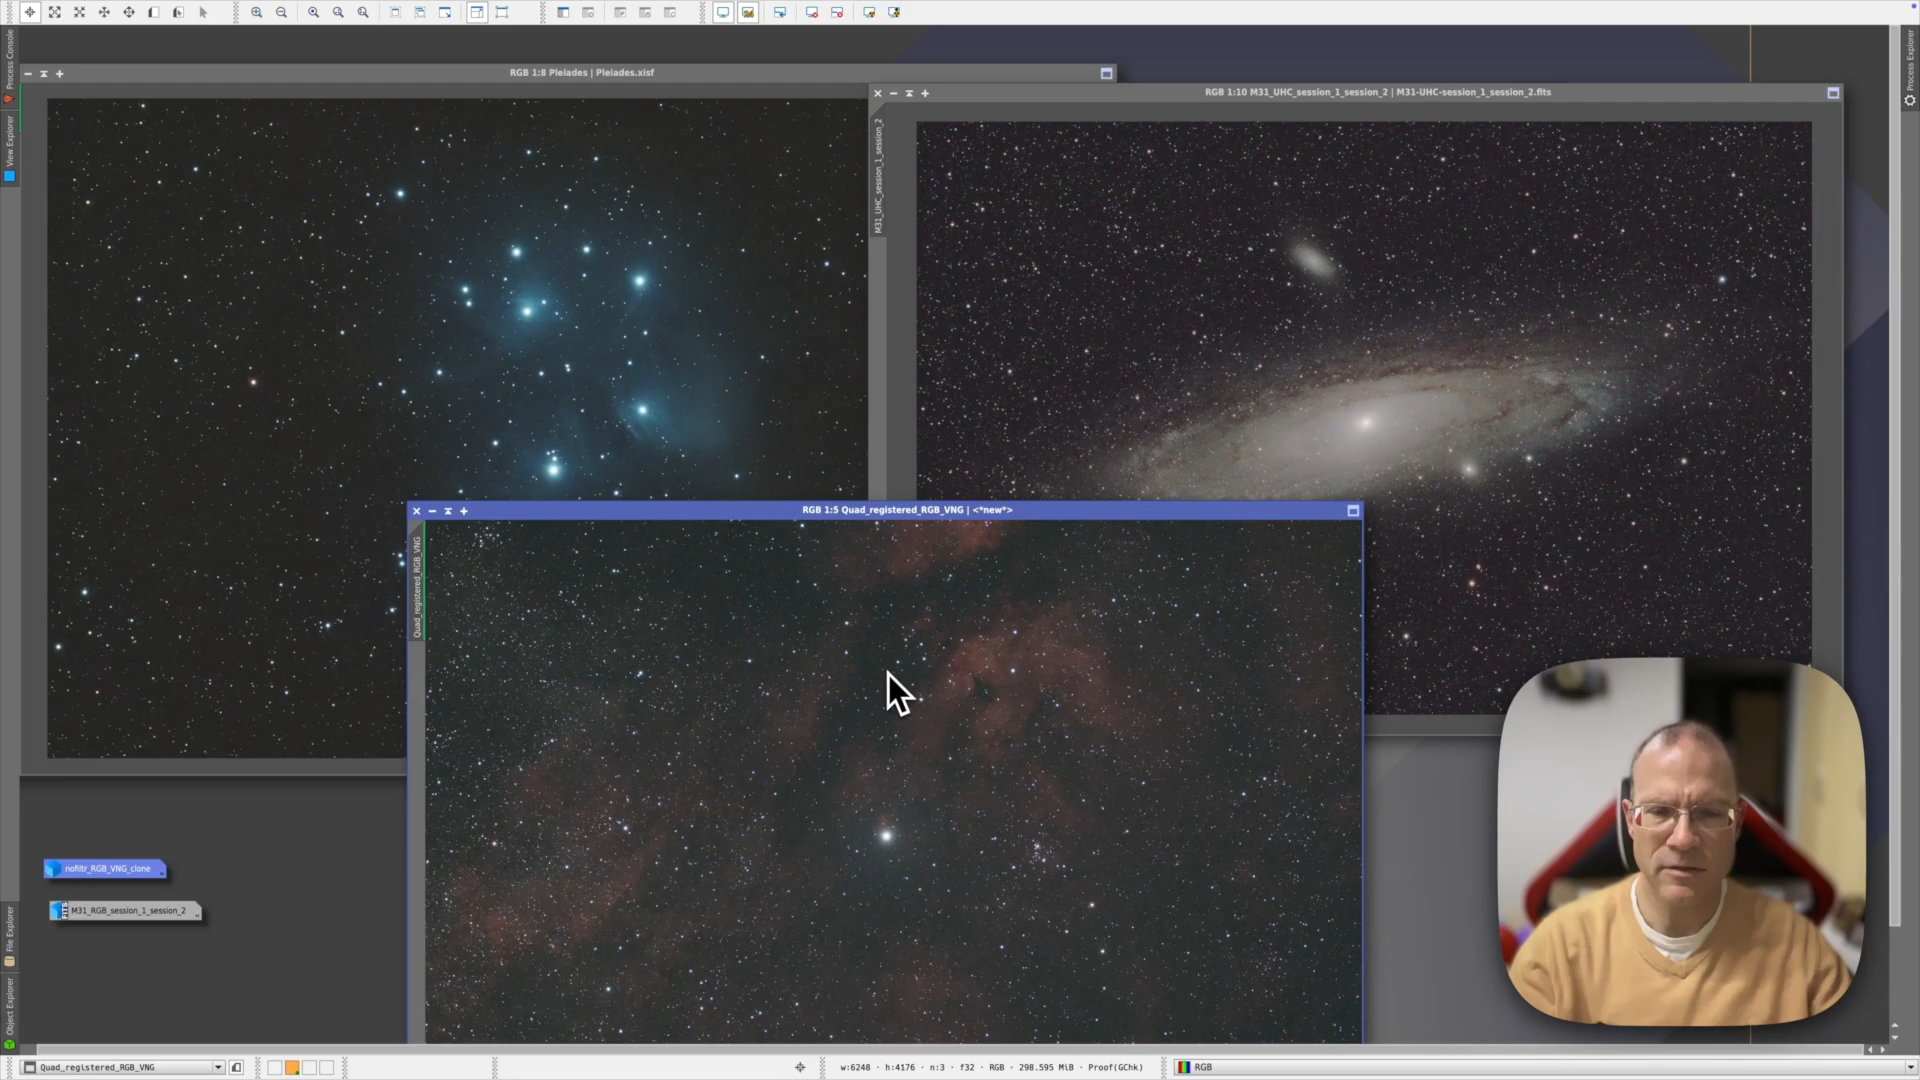 Process Console
View Explorer
File Explorer
Object Explorer
Process Explorer
RGB 1:8 Pleiades | Pleiades.xisf
RGB 1:10 M31_UHC_session_1_session_2 | M31-UHC-session_1_session_2.fits
M31_UHC_session_1_session_2
RGB 1:5 Quad_registered_RGB_VNG | <*new*>
Quad_registered_RGB_VNG
nofiltr_RGB_VNG_clone
FITS
M31_RGB_session_1_session_2
Quad_registered_RGB_VNG
w:6248 · h:4176 · n:3 · f32 · RGB · 298.595 MiB · Proof(GChk)
RGB